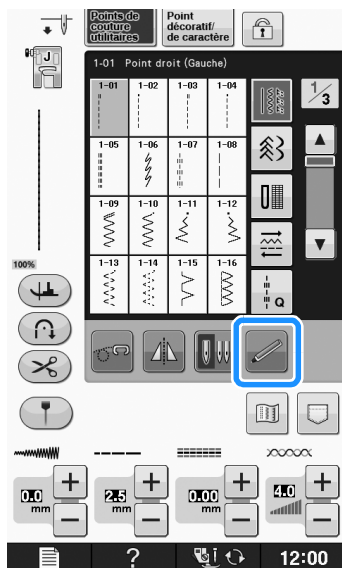 Points de
couture
utilitaires
Point
décoratif/
de caractère
J
1-01 Point droit (Gauche)
1/3
1-01 1-02 1-03 1-04
1-05 1-06 1-07 1-08
1-09 1-10 1-11 1-12
1-13 1-14 1-15 1-16
Q
100%
0.0 mm + −
2.5 mm + −
0.00 mm + −
4.0 + −
? 12:00